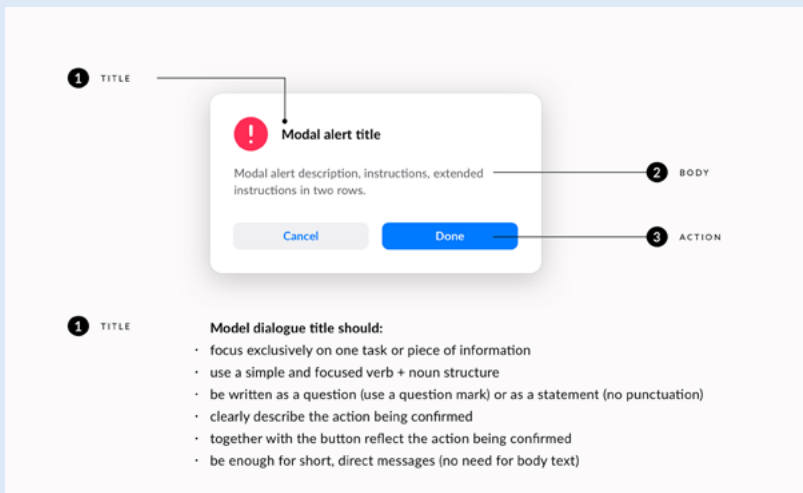 1 TITLE
! Modal alert title
Modal alert description, instructions, extended
instructions in two rows.
2 BODY
Cancel
Done
3 ACTION
1 TITLE
Model dialogue title should:
· focus exclusively on one task or piece of information
· use a simple and focused verb + noun structure
· be written as a question (use a question mark) or as a statement (no punctuation)
· clearly describe the action being confirmed
· together with the button reflect the action being confirmed
· be enough for short, direct messages (no need for body text)